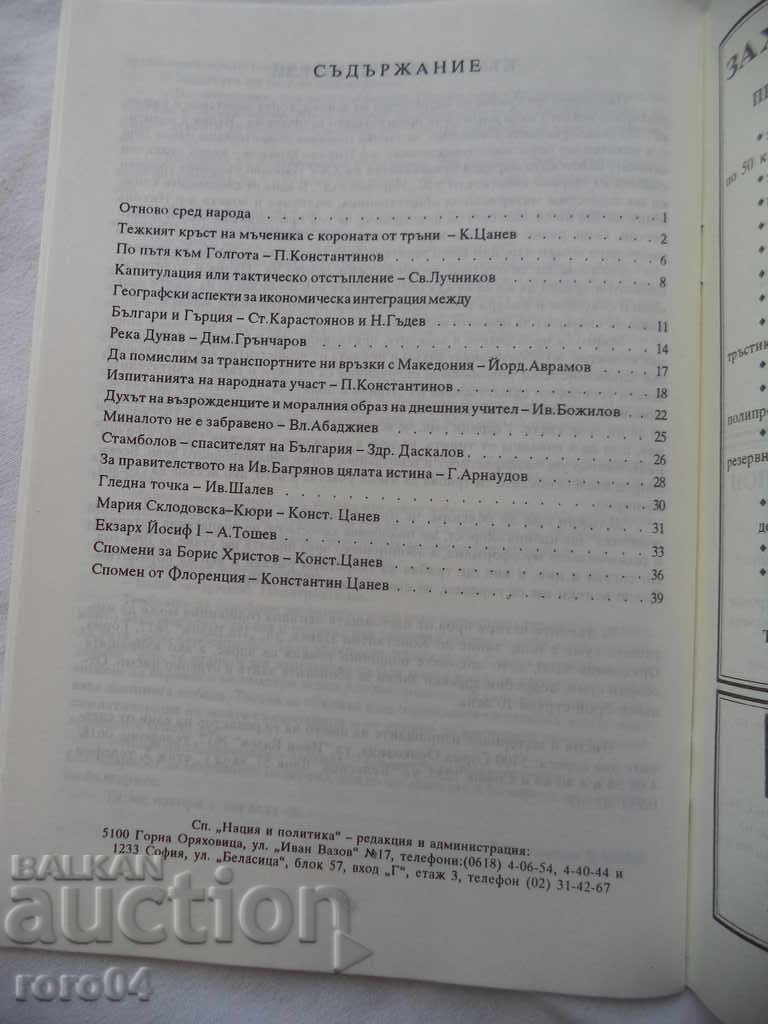 СЪДЪРЖАНИЕ
Отново сред народа . . . . . . . . . . . . . . . . . 1
Тежкият кръст на мъченика с короната от тръни – К.Цанев . . . . . . . 2
По пътя към Голгота – П.Константинов . . . . . . . . . . . . 6
Капитулация или тактическо отстъпление – Св.Лучников . . . . . . . 8
Географски аспекти за икономическа интеграция между
Българи и Гърция – Ст.Карастоянов и Н.Гъдев . . . . . . . . . . 11
Река Дунав – Дим.Грънчаров . . . . . . . . . . . . . . . 14
Да помислим за транспортните ни връзки с Македония – Йорд.Аврамов . . . 17
Изпитанията на народната участ – П.Константинов . . . . . . . . . 18
Духът на възрожденците и моралния образ на днешния учител – Ив.Божилов . . 22
Миналото не е забравено – Вл.Абаджиев . . . . . . . . . . . 25
Стамболов – спасителят на България – Здр. Даскалов . . . . . . . . 26
За правителството на Ив.Багрянов цялата истина – Г.Арнаудов . . . . . 28
Гледна точка – Ив.Шалев . . . . . . . . . . . . . . . . 30
Мария Склодовска–Кюри – Конст. Цанев . . . . . . . . . . . . 31
Екзарх Йосиф I – А.Тошев . . . . . . . . . . . . . . . . 33
Спомени за Борис Христов – Конст.Цанев . . . . . . . . . . . . 36
Спомен от Флоренция – Константин Цанев . . . . . . . . . . . . 39
Сп. „Нация и политика“ – редакция и администрация:
5100 Горна Оряховица, ул. „Иван Вазов“ №17, телефони:(0618) 4-06-54, 4-40-44 и
1233 София, ул. „Беласица“, блок 57, вход „Г“, етаж 3, телефон (02) 31-42-67
ЗА
по 50 к
тръстик
полипро
резервн
BALKAN
auction
roro04